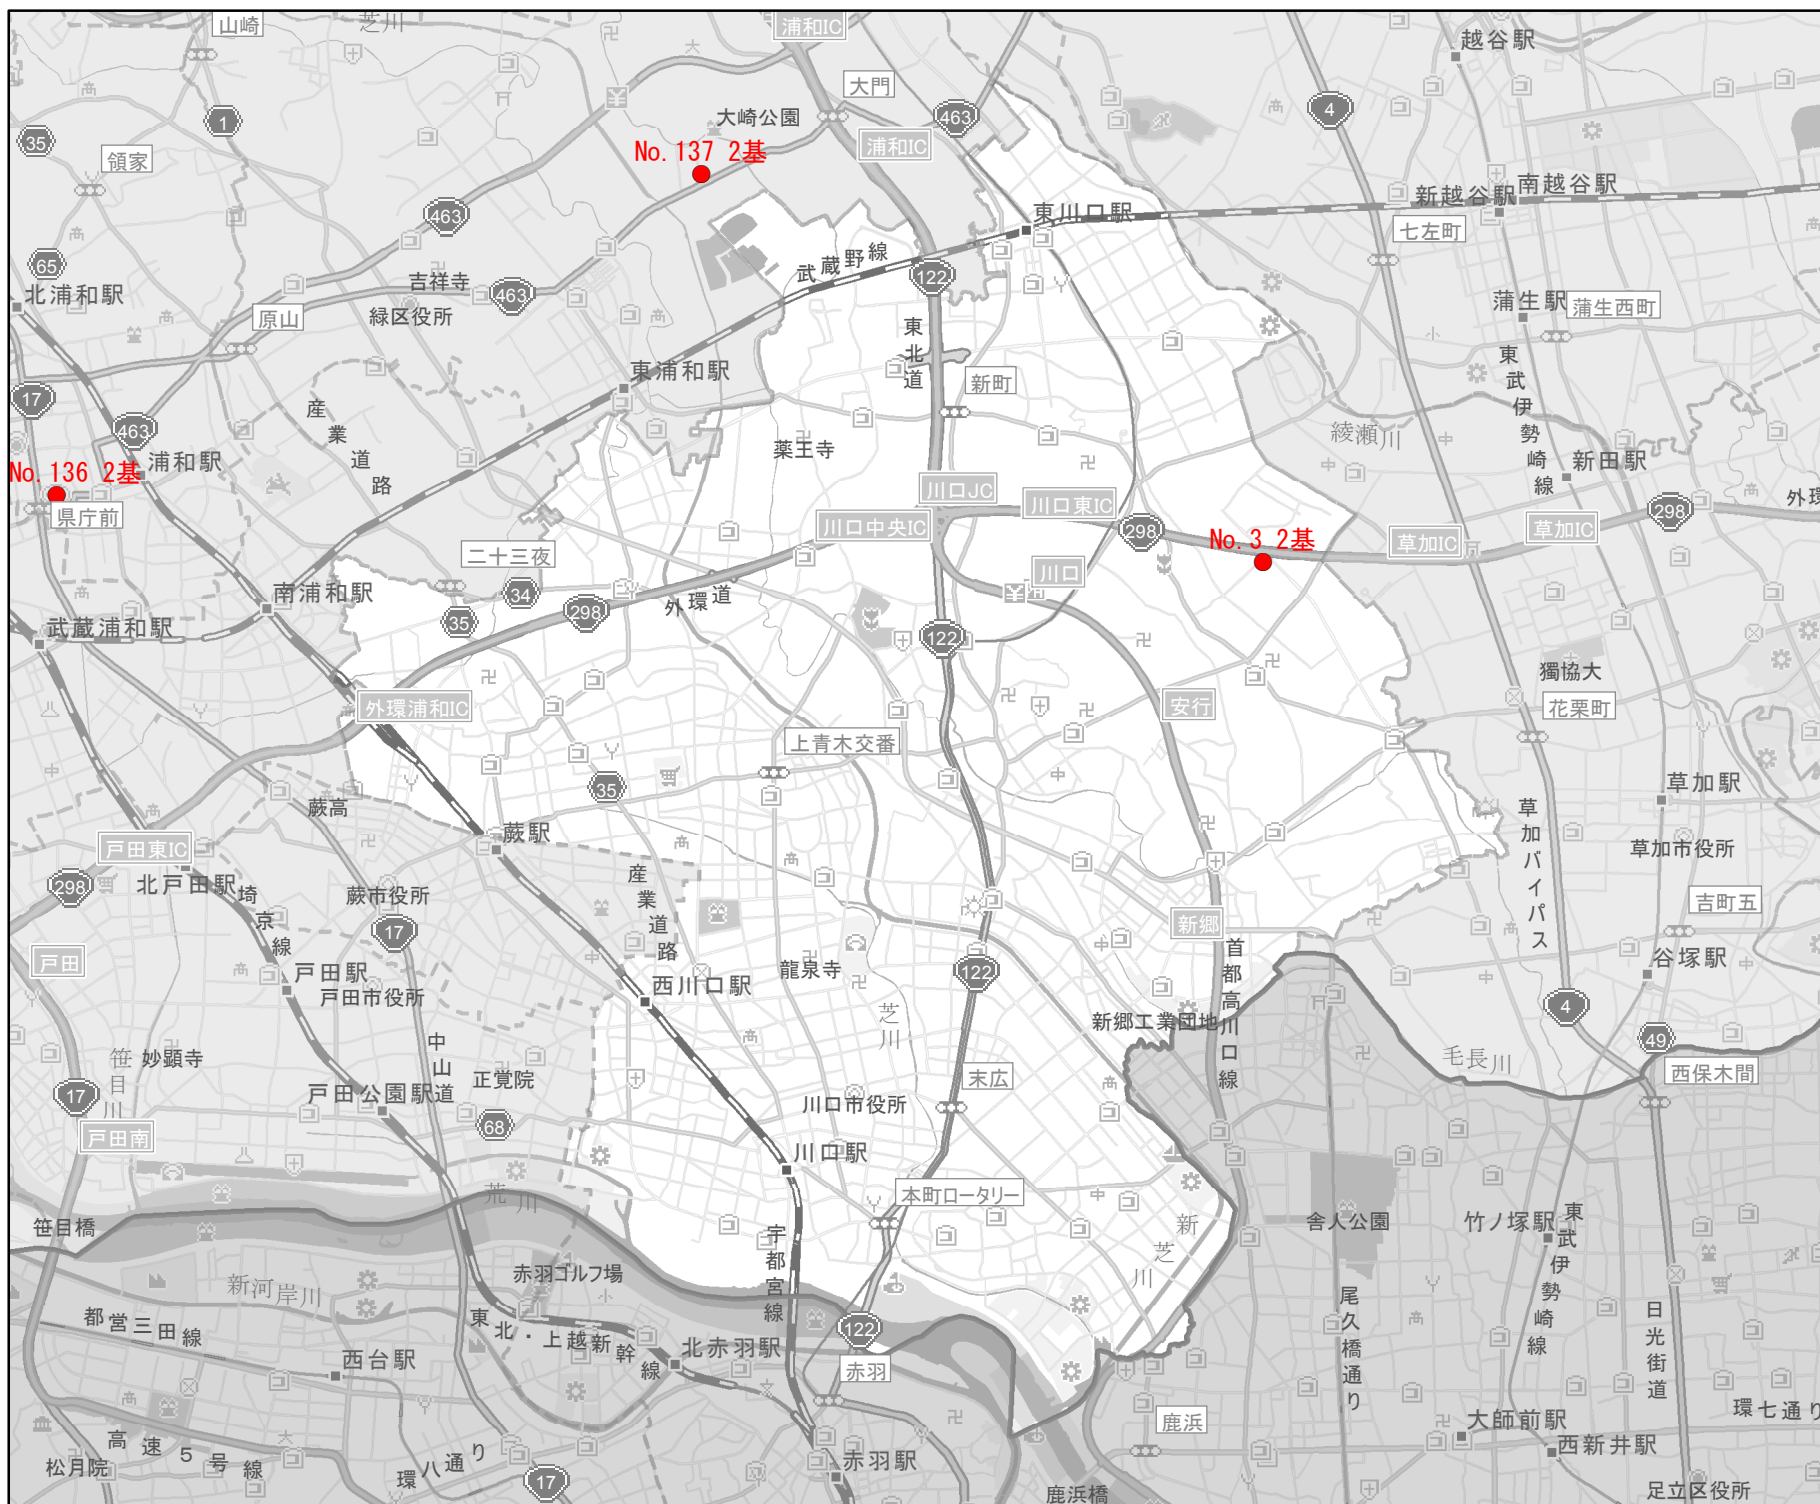 山崎
芝川
浦和IC
越谷駅
大門
4
1
大崎公園
463
35
領家
No.137 2基
浦和IC
新越谷駅
南越谷駅
463
東川口駅
七左町
65
武蔵野線
北浦和駅
吉祥寺
463
122
原山
緑区役所
蒲生駅
蒲生西町
東北道
東浦和駅
新町
東武伊勢崎線
17
産業道路
463
綾瀬川
薬王寺
浦和駅
新田駅
No.136 2基
川口JC
川口東IC
298
外環
県庁前
川口中央IC
298
草加IC
草加IC
No.3 2基
二十三夜
川口
南浦和駅
34
外環道
298
35
武蔵浦和駅
122
獨協大
外環浦和IC
安行
花栗町
上青木交番
35
草加駅
蕨高
草加バイパス
蕨駅
戸田東IC
草加市役所
北戸田駅
298
埼京線
蕨市役所
産業道路
吉町五
17
新郷
首都高川口線
戸田
龍泉寺
122
谷塚駅
戸田駅
戸田市役所
西川口駅
芝川
4
新郷工業団地
中山道
49
笹目川
妙顕寺
毛長川
正覚院
末広
西保木間
17
戸田公園駅
川口市役所
68
戸田南
川口駅
荒川
本町ロータリー
笹目橋
宇都宮線
新芝川
舎人公園
竹ノ塚駅
東武伊勢崎線
赤羽ゴルフ場
新河岸川
都営三田線
東北・上越新幹線
122
尾久橋通り
日光街道
北赤羽駅
西台駅
赤羽
鹿浜
環七通り
大師前駅
高速5号線
環八通り
西新井駅
松月院
赤羽駅
17
鹿浜橋
足立区役所